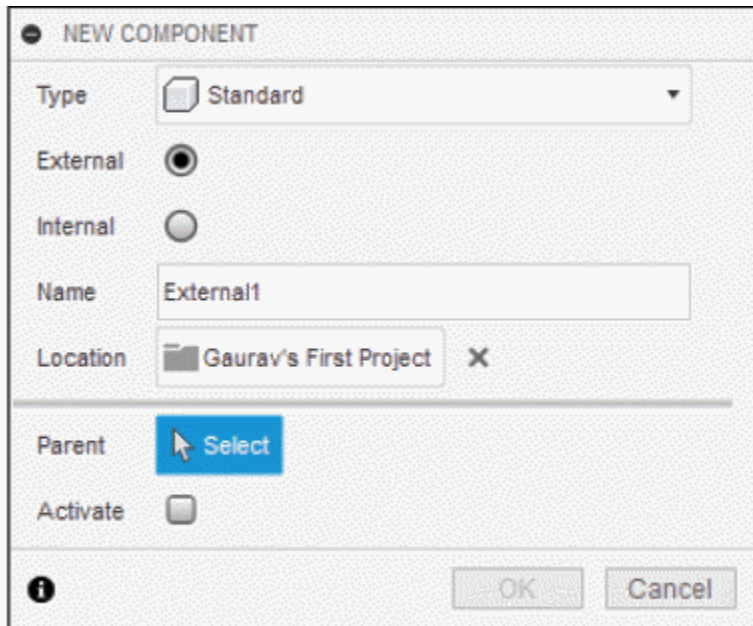 NEW COMPONENT
Type Standard
External
Internal
Name External1
Location Gaurav's First Project
Parent Select
Activate
OK Cancel